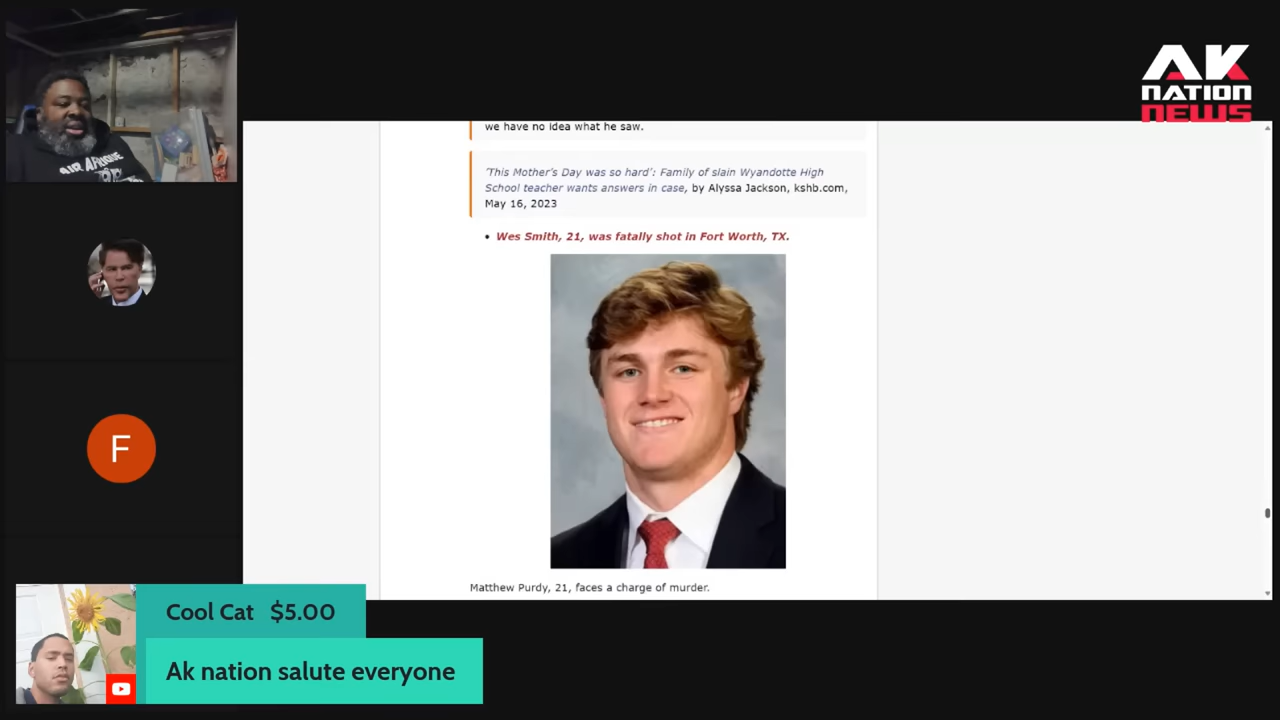 AK
NATION
NEWS
we have no idea what he saw.
'This Mother's Day was so hard': Family of slain Wyandotte High
School teacher wants answers in case, by Alyssa Jackson, kshb.com,
May 16, 2023
• Wes Smith, 21, was fatally shot in Fort Worth, TX.
Matthew Purdy, 21, faces a charge of murder.
AIR AFRIQUE
F
Cool Cat $5.00
Ak nation salute everyone